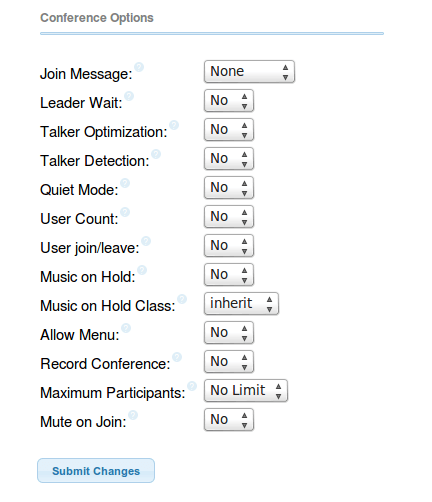 Conference Options
Join Message: None
Leader Wait: No
Talker Optimization: No
Talker Detection: No
Quiet Mode: No
User Count: No
User join/leave: No
Music on Hold: No
Music on Hold Class: inherit
Allow Menu: No
Record Conference: No
Maximum Participants: No Limit
Mute on Join: No
Submit Changes